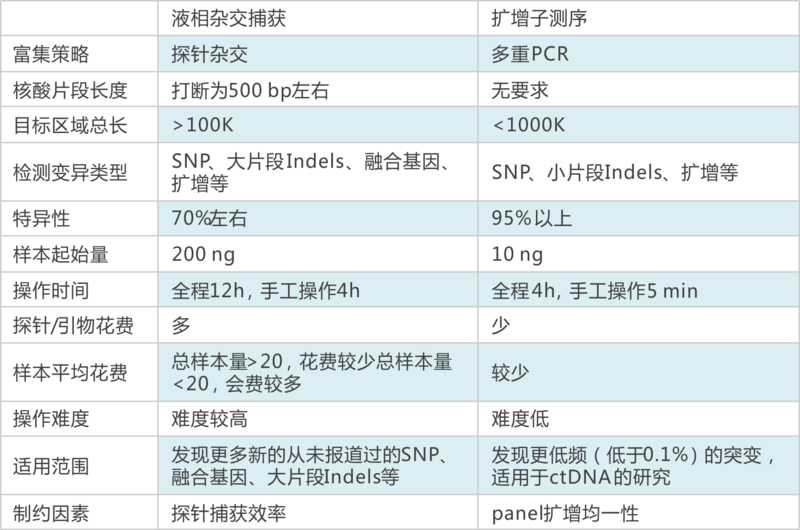 液相杂交捕获 扩增子测序
富集策略 探针杂交 多重PCR
核酸片段长度 打断为500 bp左右 无要求
目标区域总长 >100K <1000K
检测变异类型 SNP、大片段Indels、融合基因、
扩增等 SNP、小片段Indels、扩增等
特异性 70%左右 95%以上
样本起始量 200 ng 10 ng
操作时间 全程12h，手工操作4h 全程4h，手工操作5 min
探针/引物花费 多 少
样本平均花费 总样本量>20，花费较少总样本量
<20，会费较多 较少
操作难度 难度较高 难度低
适用范围 发现更多新的从未报道过的SNP、
融合基因、大片段Indels等 发现更低频（低于0.1%）的突变，
适用于ctDNA的研究
制约因素 探针捕获效率 panel扩增均一性